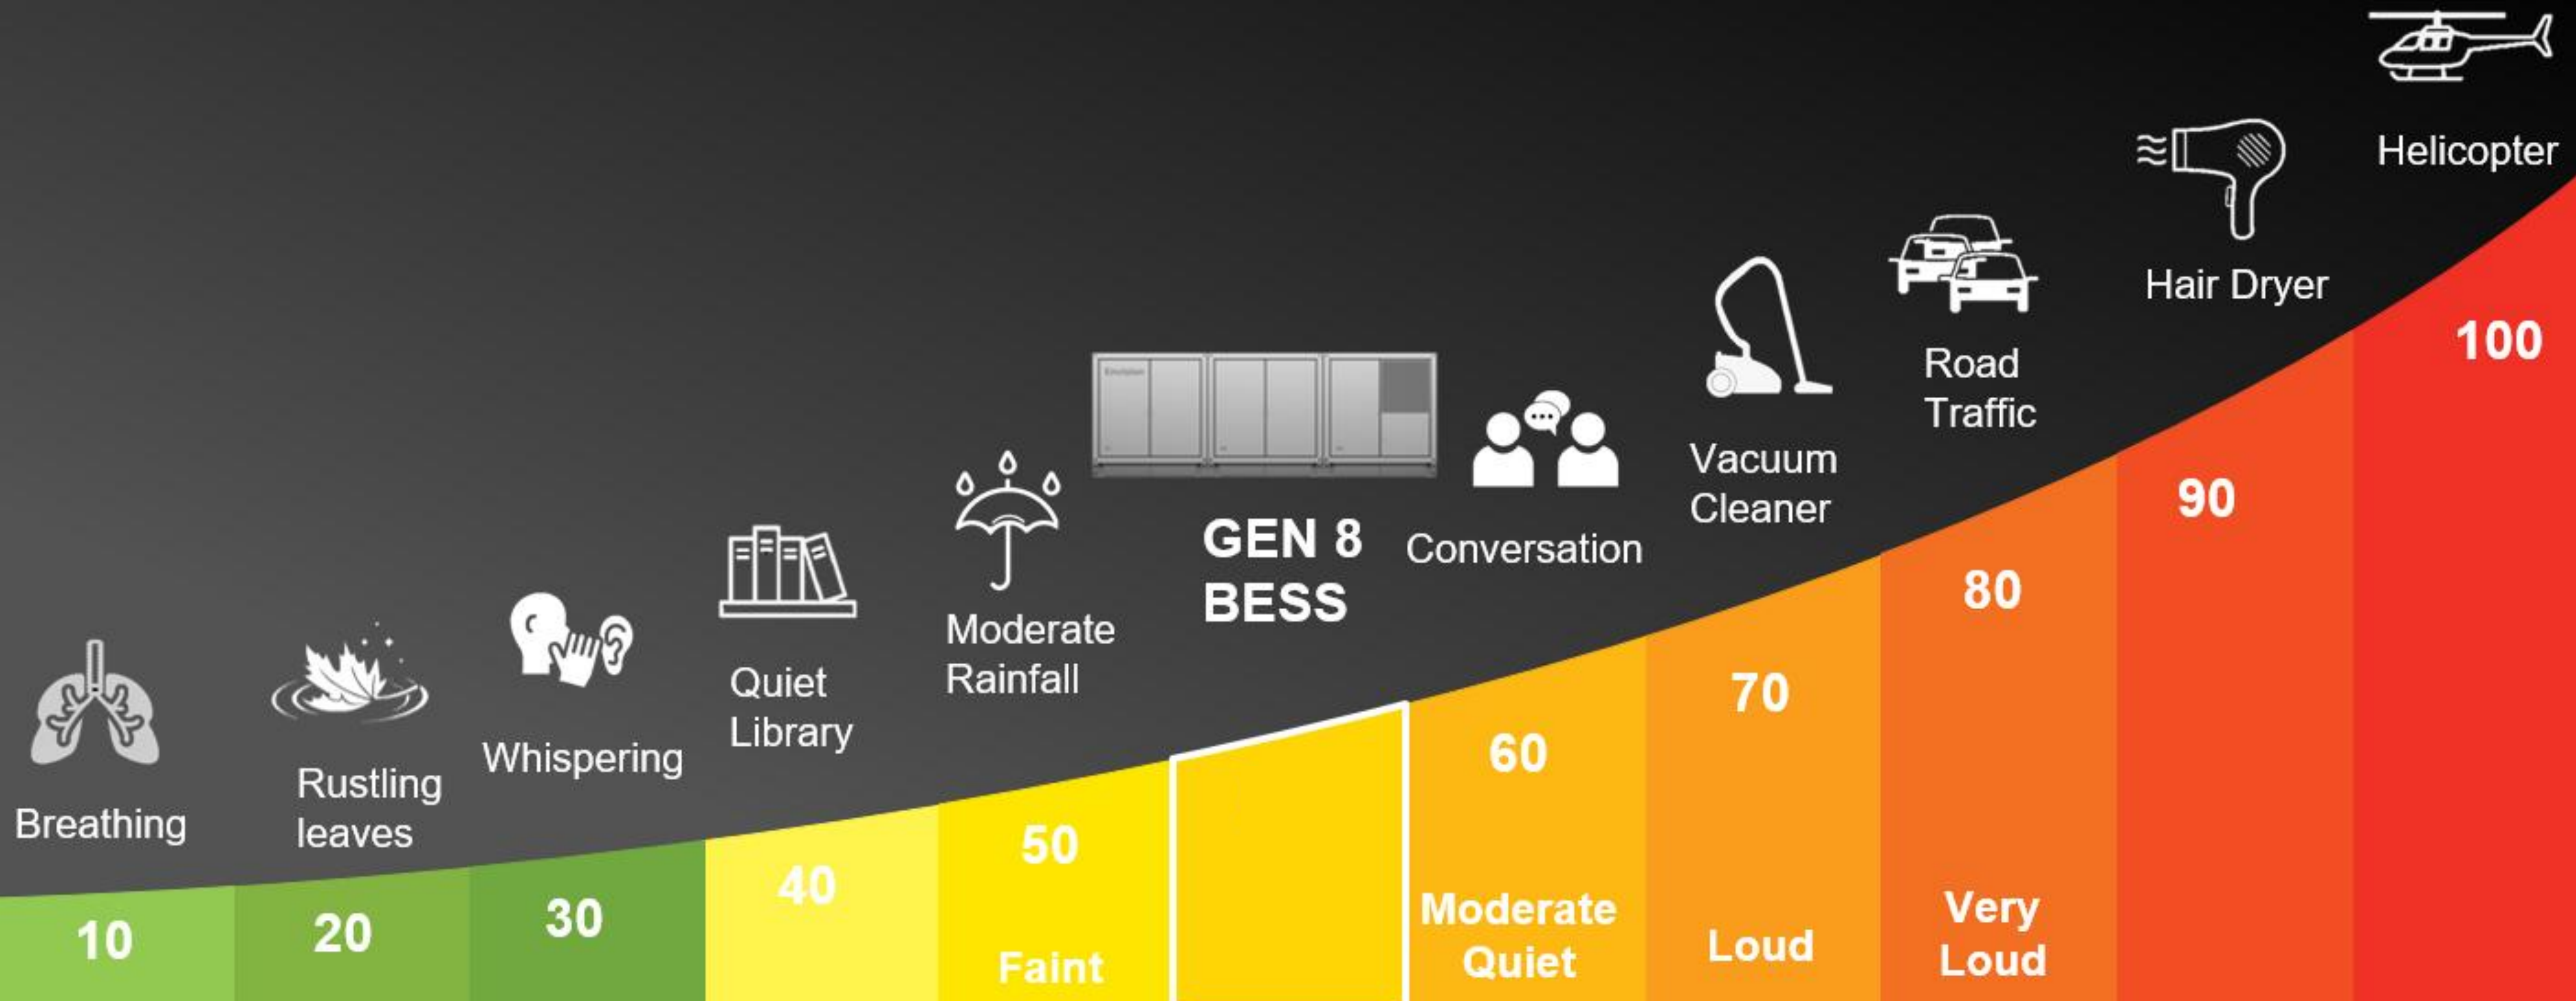 Helicopter
Hair Dryer
100
Road
Traffic
90
Envision
Vacuum
Cleaner
GEN 8
BESS
Conversation
80
Moderate
Rainfall
Quiet
Library
70
Whispering
60
Rustling
leaves
Breathing
50
40
30
20
10
Faint
Moderate
Quiet
Loud
Very
Loud